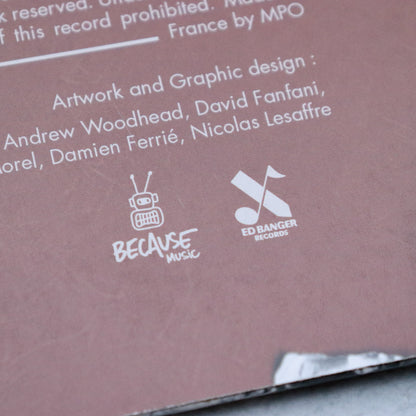 reserved.
f this record prohibited.
France by MPO
Artwork and Graphic design :
Andrew Woodhead, David Fanfani,
orel, Damien Ferrié, Nicolas Lesaffre
BECAUSE
MUSIC
ED BANGER
RECORDS